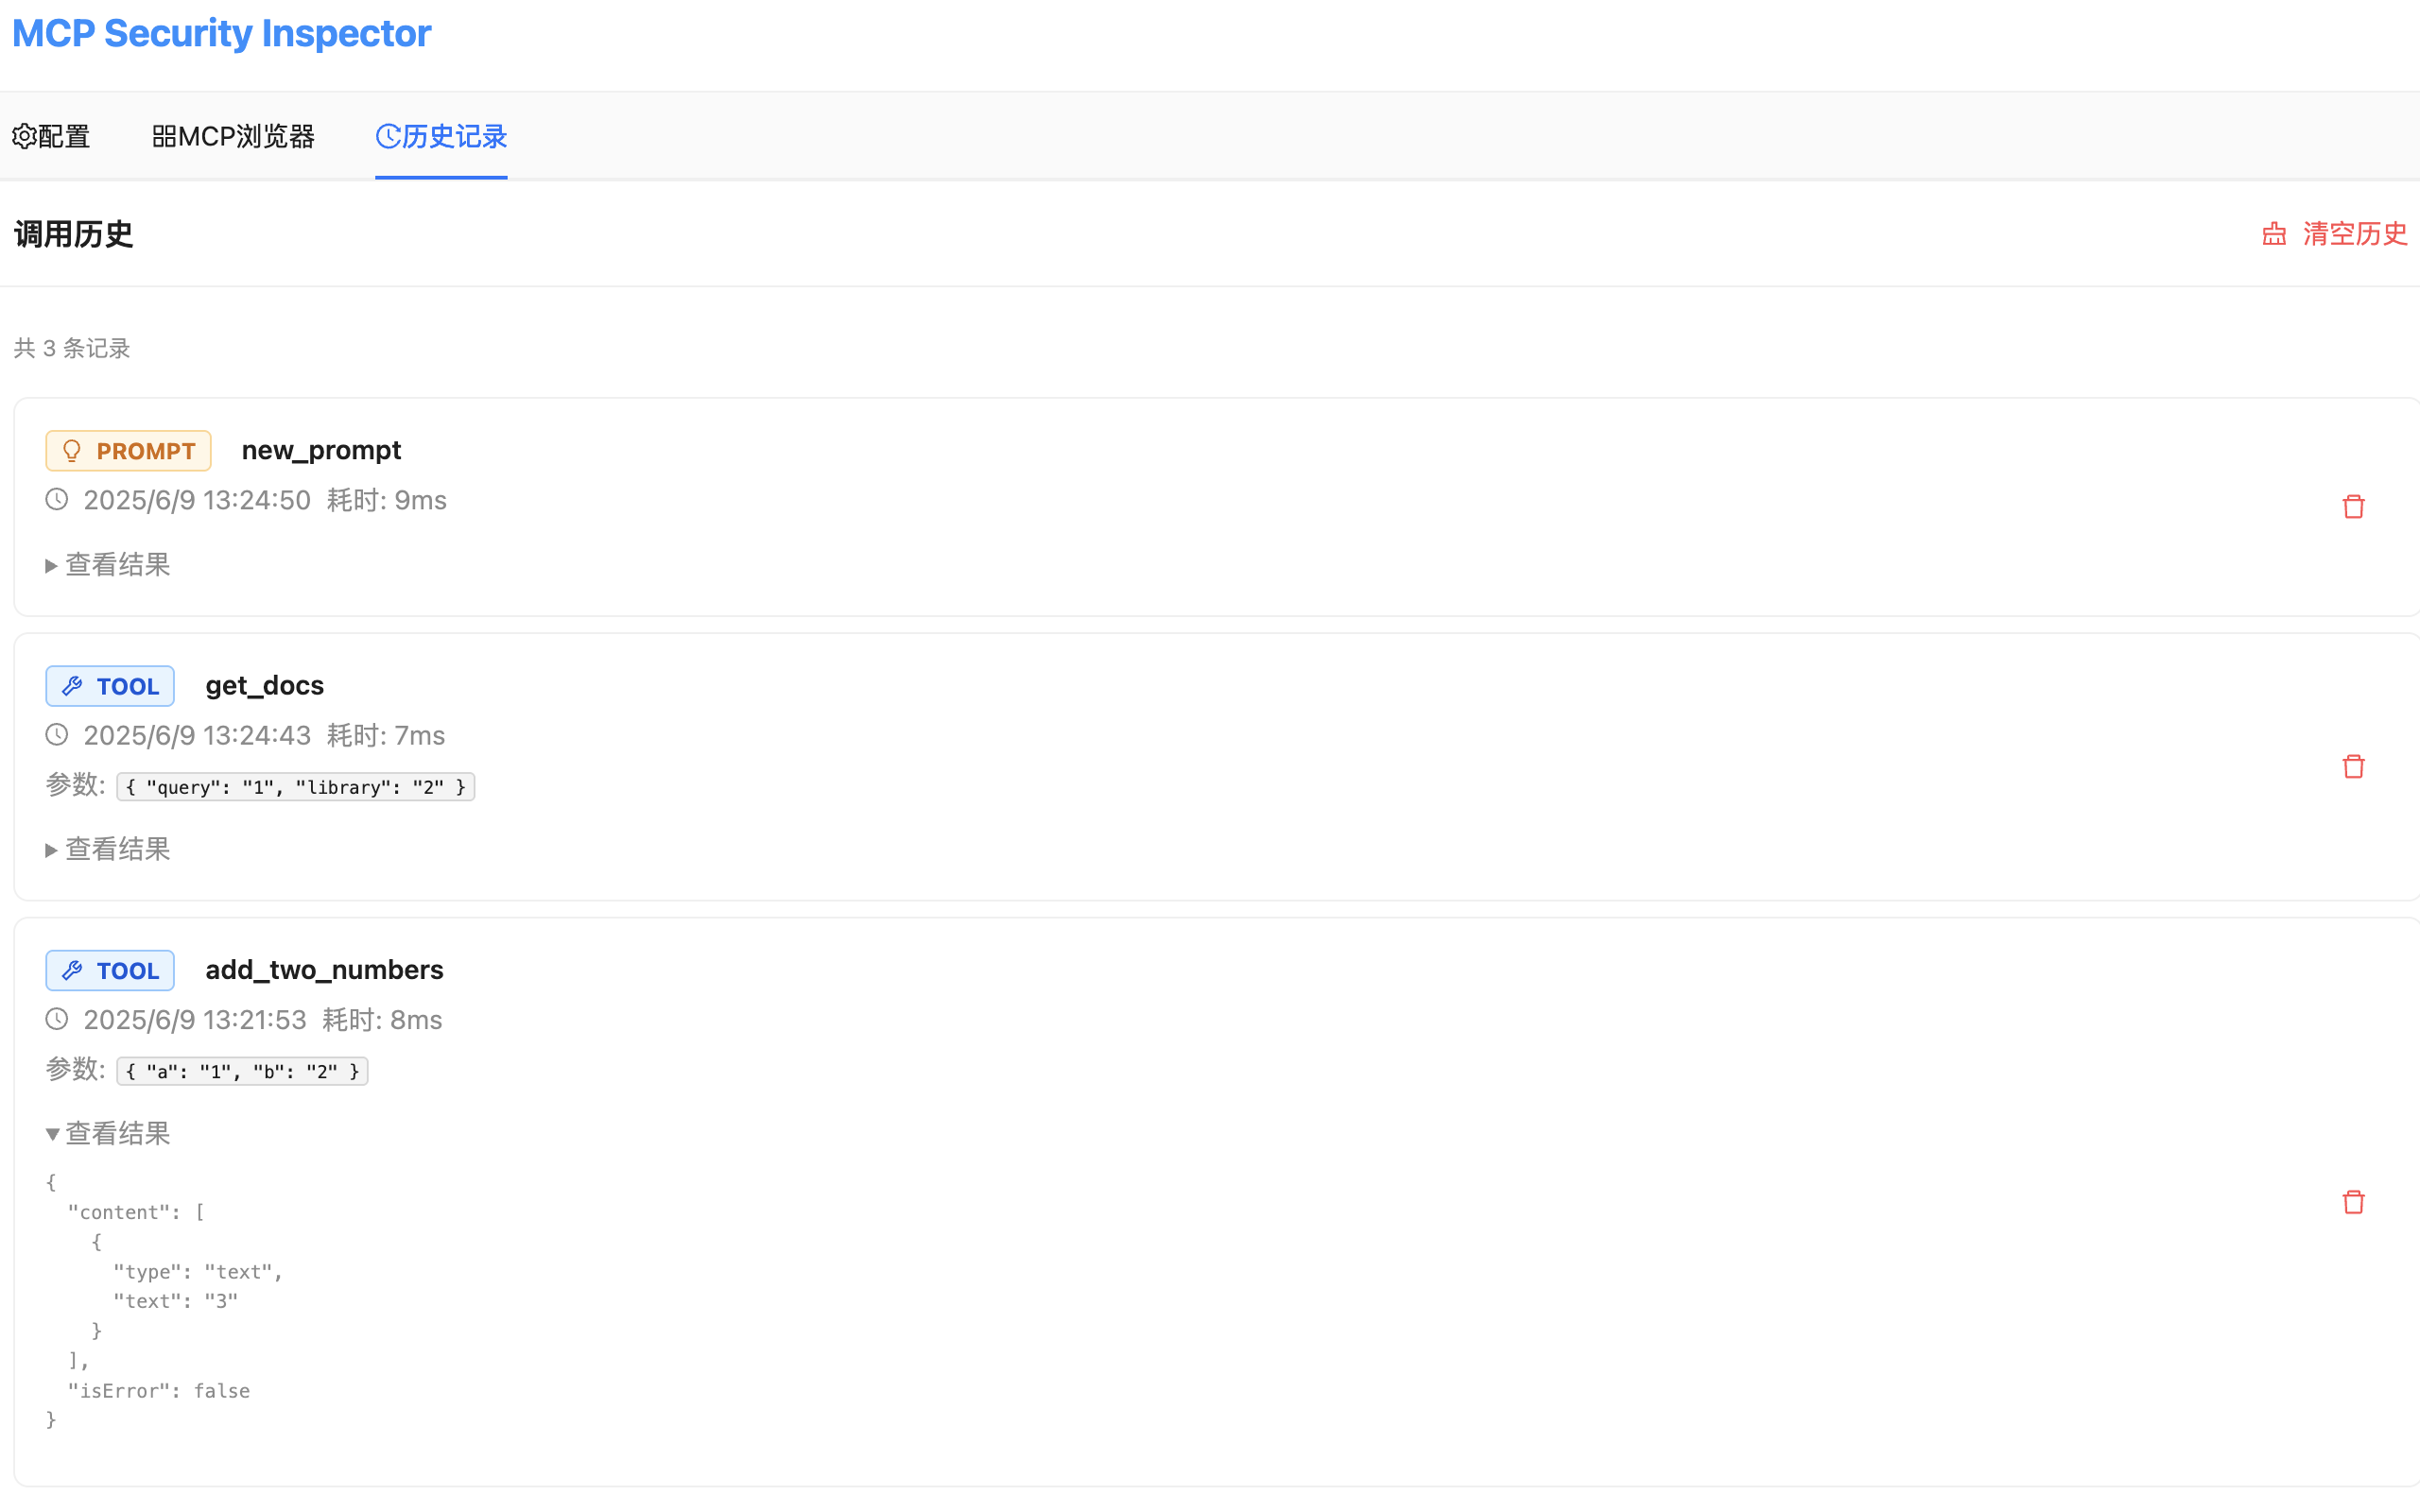 MCP Security Inspector
配置 MCP浏览器 历史记录
调用历史 清空历史
共 3 条记录
PROMPT new_prompt
2025/6/9 13:24:50 耗时: 9ms
查看结果
TOOL get_docs
2025/6/9 13:24:43 耗时: 7ms
参数: { "query": "1", "library": "2" }
查看结果
TOOL add_two_numbers
2025/6/9 13:21:53 耗时: 8ms
参数: { "a": "1", "b": "2" }
查看结果
{
  "content": [
    {
      "type": "text",
      "text": "3"
    }
  ],
  "isError": false
}